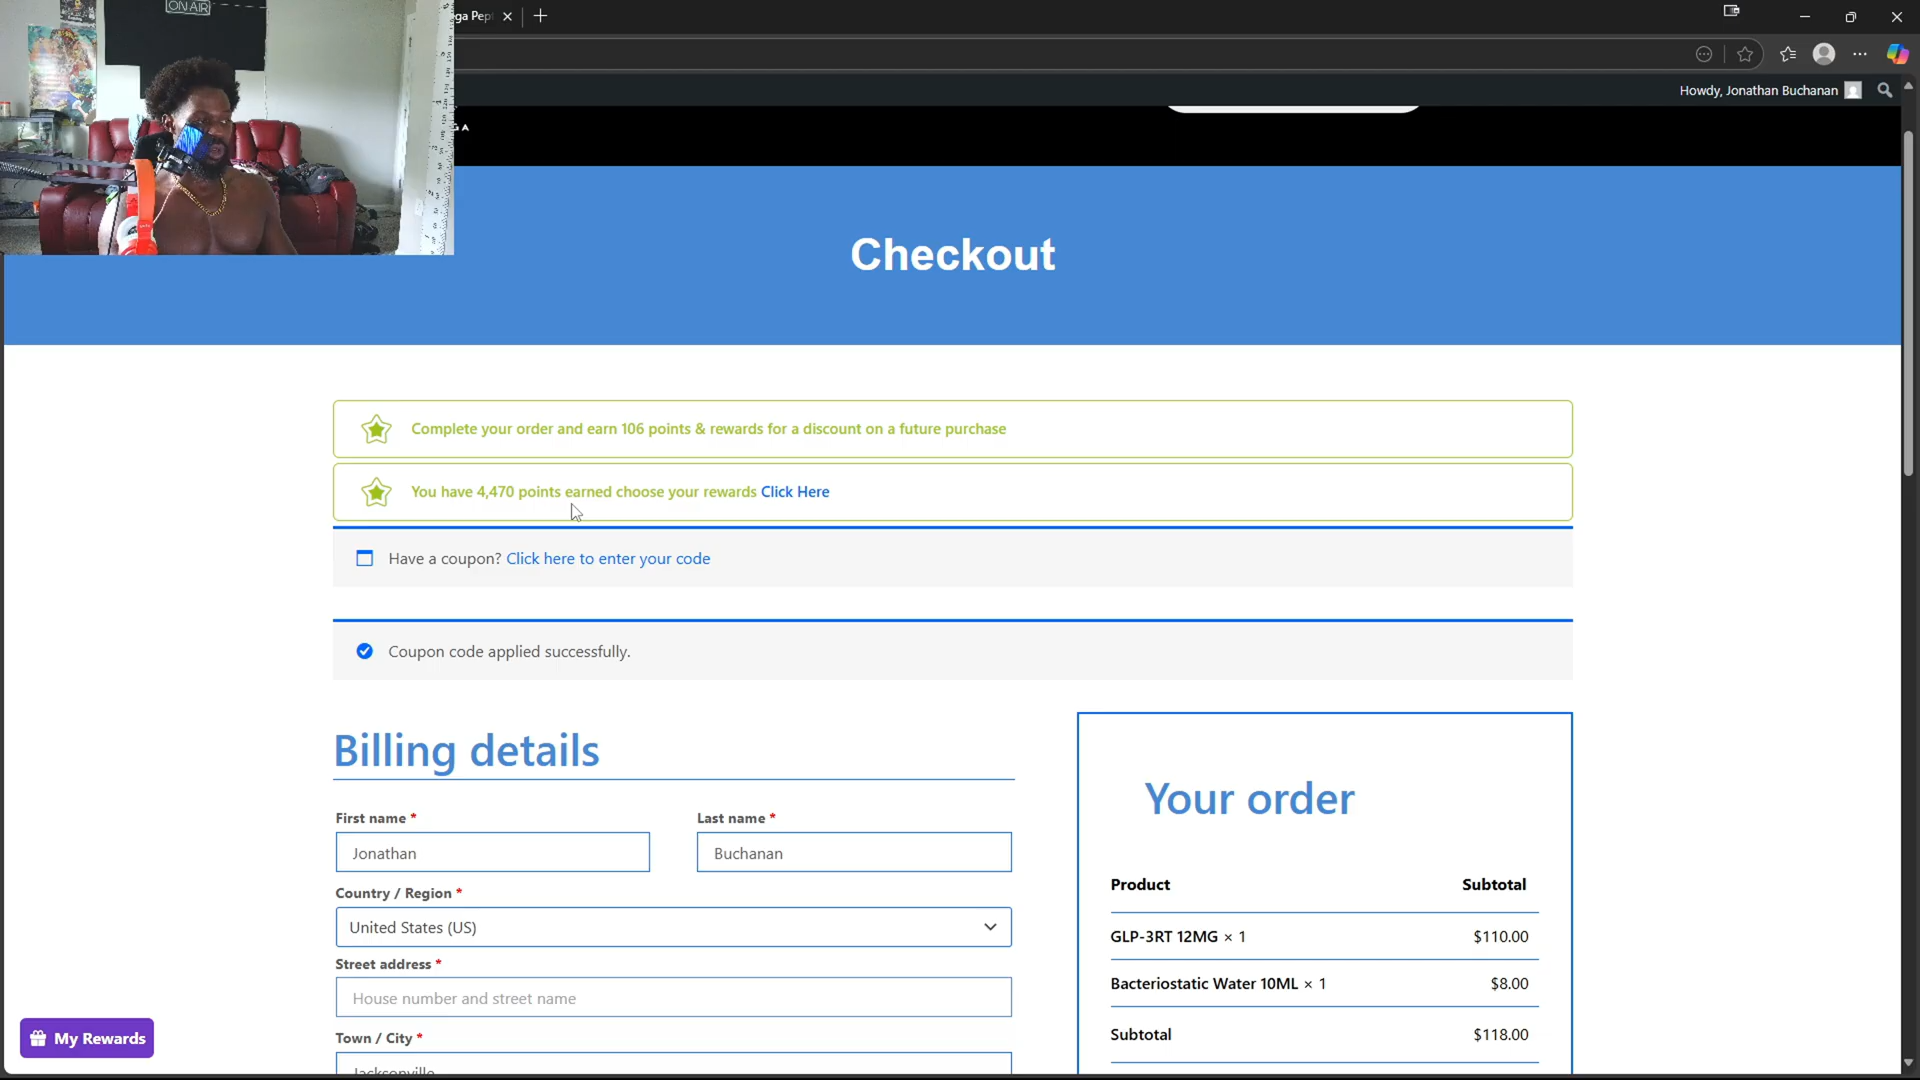 ON AIR
ga Pep
Howdy, Jonathan Buchanan
GA
Checkout
Complete your order and earn 106 points & rewards for a discount on a future purchase
You have 4,470 points earned choose your rewards Click Here
Have a coupon? Click here to enter your code
Coupon code applied successfully.
Billing details
First name *
Last name *
Jonathan
Buchanan
Country / Region *
United States (US)
Street address *
House number and street name
Town / City *
Jacksonville
Your order
Product Subtotal
GLP-3RT 12MG × 1 $110.00
Bacteriostatic Water 10ML × 1 $8.00
Subtotal $118.00
My Rewards